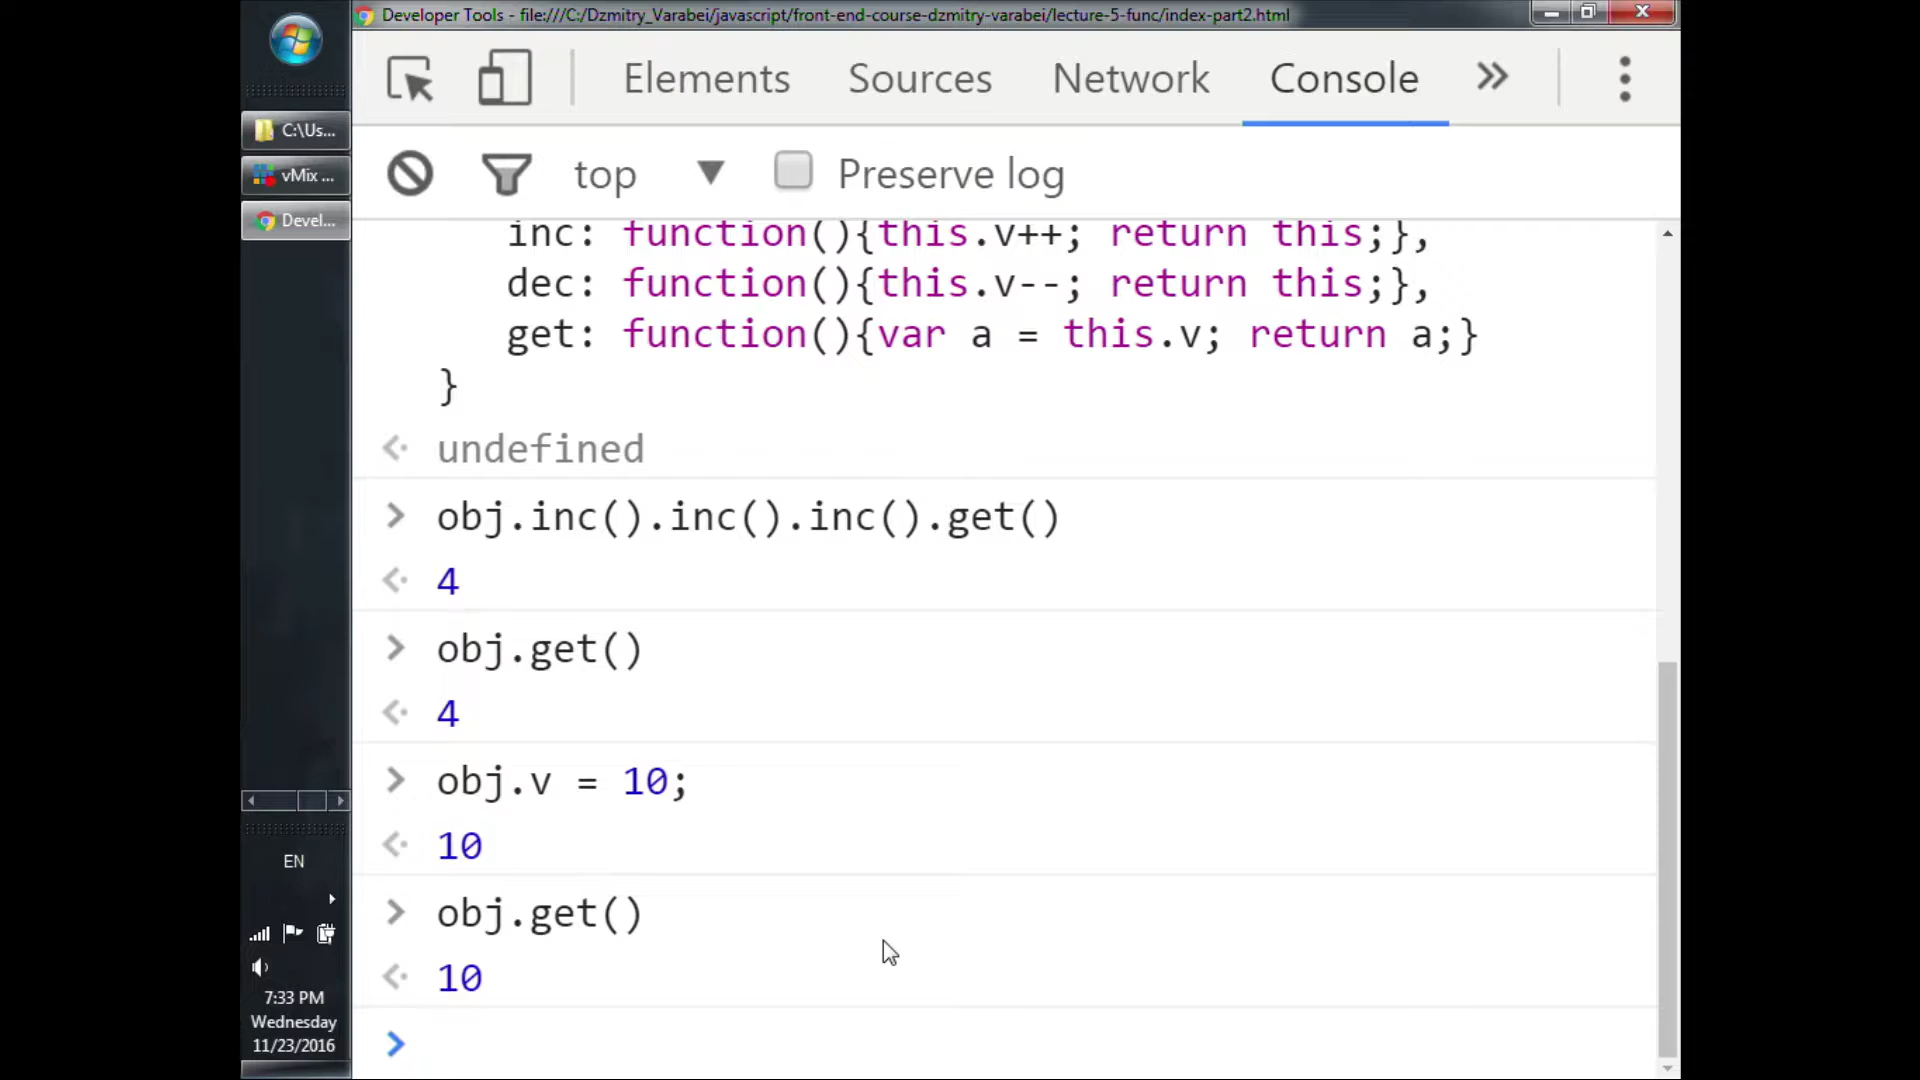 Developer Tools - file:///C:/Dzmitry_Varabei/javascript/front-end-course-dzmitry-varabei/lecture-5-func/index-part2.html
C:\Us...
vMix ...
Devel...
Elements Sources Network Console
top Preserve log
inc: function(){this.v++; return this;},
dec: function(){this.v--; return this;},
get: function(){var a = this.v; return a;}
}
undefined
obj.inc().inc().inc().get()
4
obj.get()
4
obj.v = 10;
10
obj.get()
10
EN
7:33 PM
Wednesday
11/23/2016